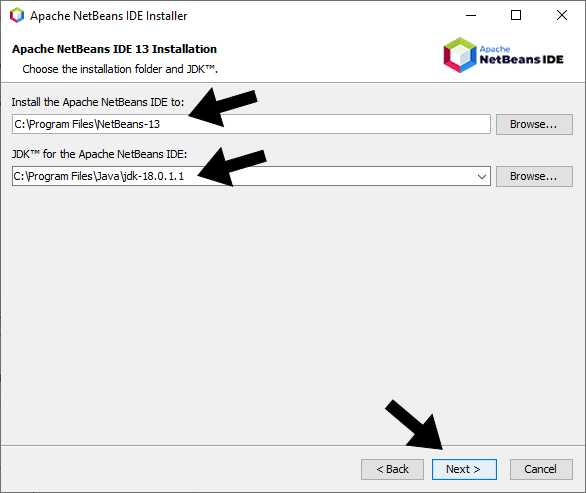 Apache NetBeans IDE Installer
Apache NetBeans IDE 13 Installation
Choose the installation folder and JDK™.
Apache
NetBeans IDE
Install the Apache NetBeans IDE to:
C:\Program Files\NetBeans-13
Browse...
JDK™ for the Apache NetBeans IDE:
C:\Program Files\Java\jdk-18.0.1.1
Browse...
< Back
Next >
Cancel